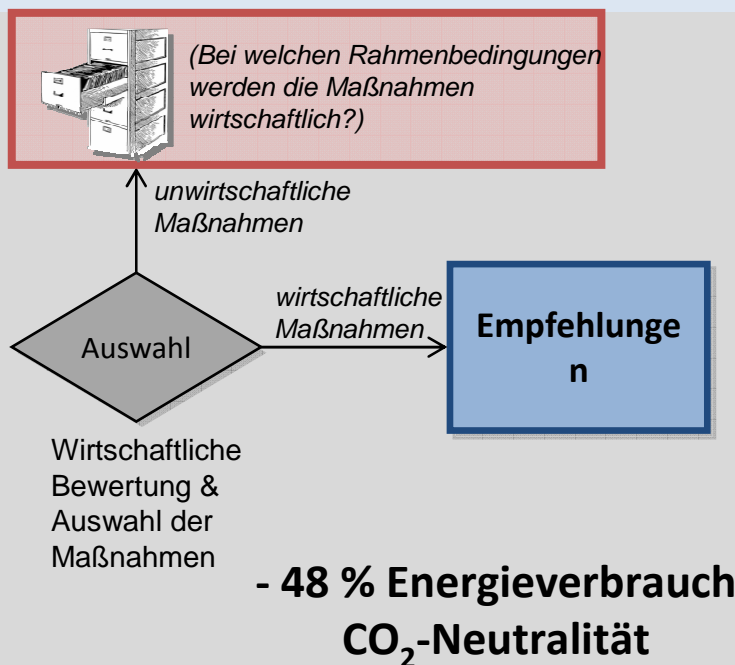 (Bei welchen Rahmenbedingungen
werden die Maßnahmen
wirtschaftlich?)
unwirtschaftliche
Maßnahmen
wirtschaftliche
Maßnahmen
Auswahl
Empfehlunge
n
Wirtschaftliche
Bewertung &
Auswahl der
Maßnahmen
- 48 % Energieverbrauch
CO₂-Neutralität